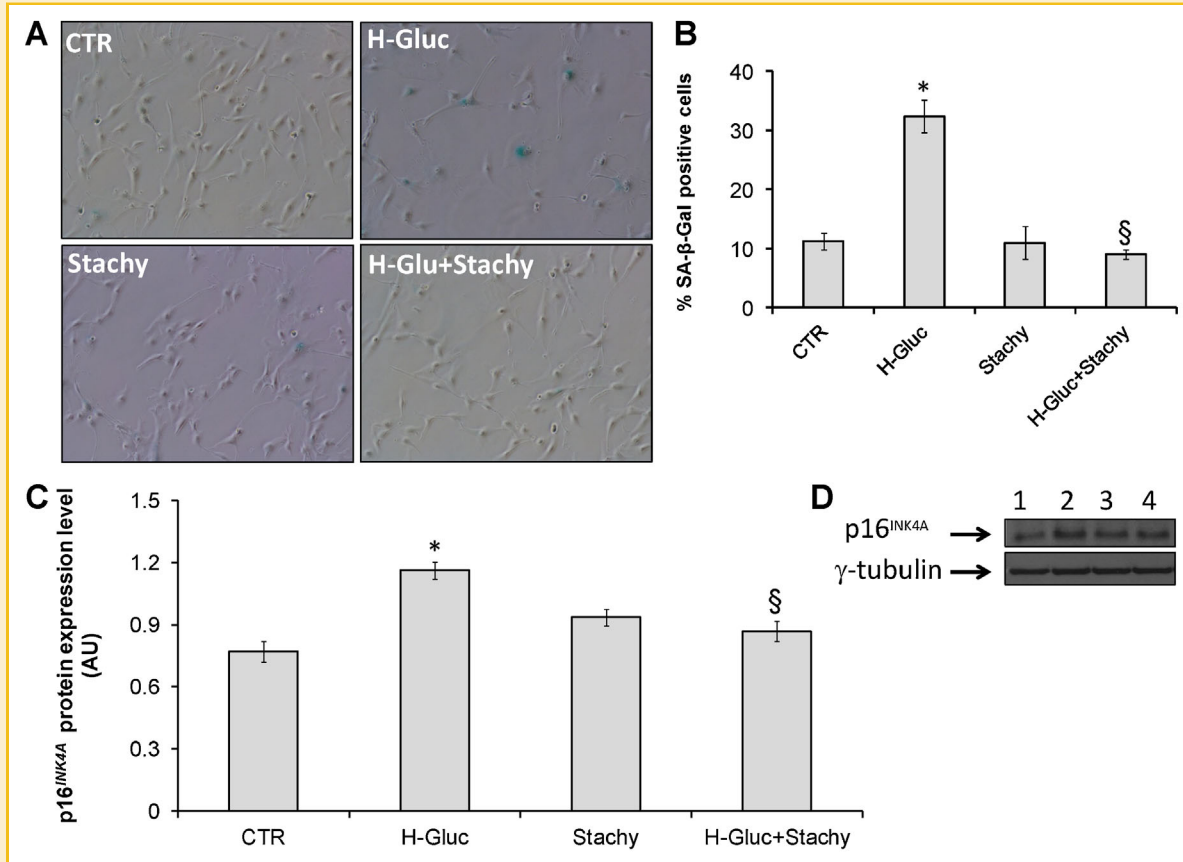 A
CTR
H-Gluc
Stachy
H-Glu+Stachy
B
% SA-β-Gal positive cells
40
30
20
10
0
*
§
CTR
H-Gluc
Stachy
H-Gluc+Stachy
C
p16INK4A protein expression level
(AU)
1.5
1.2
0.9
0.6
0.3
0
*
§
CTR
H-Gluc
Stachy
H-Gluc+Stachy
D
1 2 3 4
p16INK4A
γ-tubulin